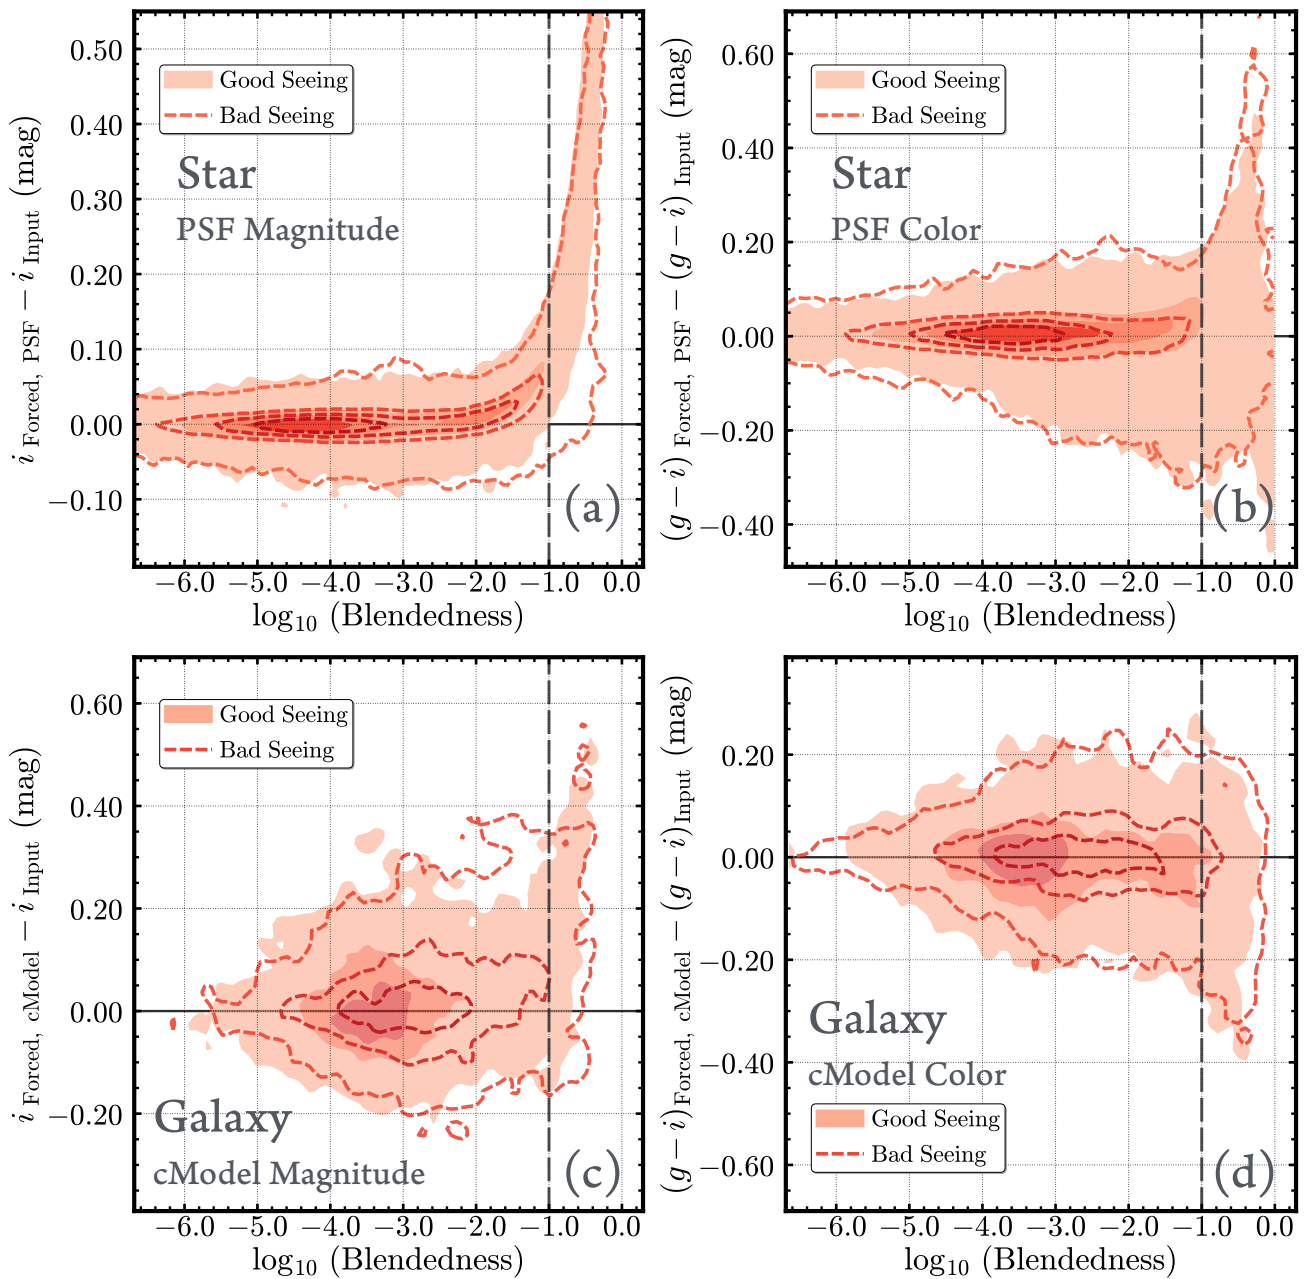 0.50
0.40
0.30
0.20
0.10
0.00
−0.10
i Forced, PSF − i Input (mag)
Good Seeing
Bad Seeing
Star
PSF Magnitude
(a)
−6.0 −5.0 −4.0 −3.0 −2.0 −1.0 0.0
log10 (Blendedness)
0.60
0.40
0.20
0.00
−0.20
−0.40
(g − i) Forced, PSF − (g − i) Input (mag)
Good Seeing
Bad Seeing
Star
PSF Color
(b)
−6.0 −5.0 −4.0 −3.0 −2.0 −1.0 0.0
log10 (Blendedness)
0.60
0.40
0.20
0.00
−0.20
i Forced, cModel − i Input (mag)
Good Seeing
Bad Seeing
Galaxy
cModel Magnitude
(c)
−6.0 −5.0 −4.0 −3.0 −2.0 −1.0 0.0
log10 (Blendedness)
0.20
0.00
−0.20
−0.40
−0.60
(g − i)Forced, cModel − (g − i)Input (mag)
Galaxy
cModel Color
Good Seeing
Bad Seeing
(d)
−6.0 −5.0 −4.0 −3.0 −2.0 −1.0 0.0
log10 (Blendedness)